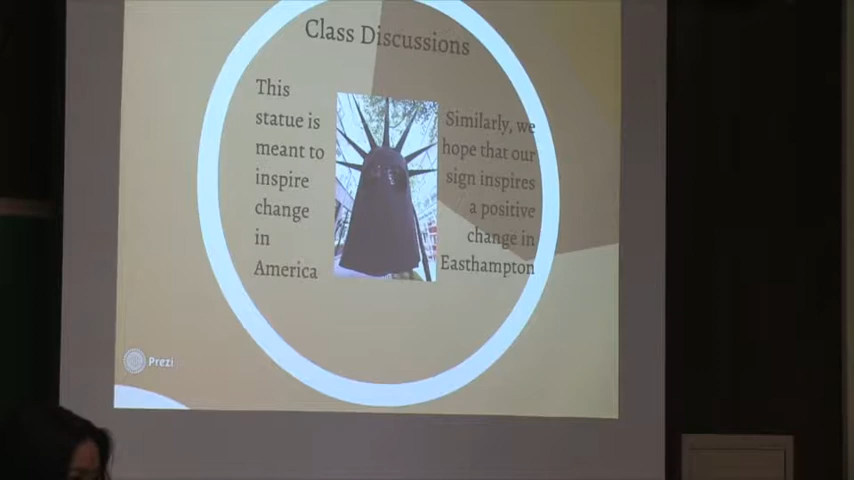 Class Discussions
This
statue is
meant to
inspire
change
in
America
Similarly, we
hope that our
sign inspires
a positive
change in
Easthampton
Prezi